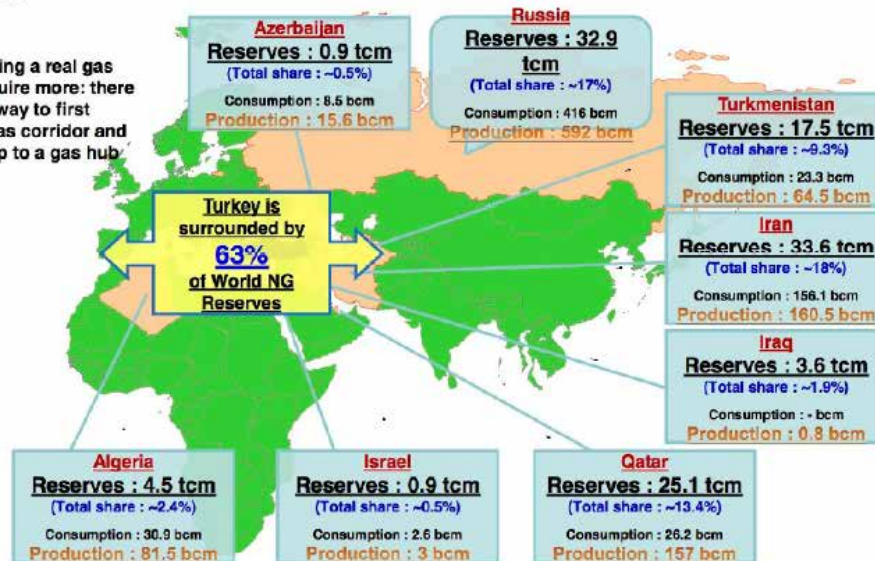 ing a real gas
uire more: there
way to first
as corridor and
p to a gas hub
Azerbaijan
Reserves : 0.9 tcm
(Total share : ~0.5%)
Consumption : 8.5 bcm
Production : 15.6 bcm
Russia
Reserves : 32.9
tcm
(Total share : ~17%)
Consumption : 416 bcm
Production : 592 bcm
Turkmenistan
Reserves : 17.5 tcm
(Total share : ~9.3%)
Consumption : 23.3 bcm
Production : 64.5 bcm
Turkey is
surrounded by
63%
of World NG
Reserves
Iran
Reserves : 33.6 tcm
(Total share : ~18%)
Consumption : 156.1 bcm
Production : 160.5 bcm
Iraq
Reserves : 3.6 tcm
(Total share : ~1.9%)
Consumption : - bcm
Production : 0.8 bcm
Algeria
Reserves : 4.5 tcm
(Total share : ~2.4%)
Consumption : 30.9 bcm
Production : 81.5 bcm
Israel
Reserves : 0.9 tcm
(Total share : ~0.5%)
Consumption : 2.6 bcm
Production : 3 bcm
Qatar
Reserves : 25.1 tcm
(Total share : ~13.4%)
Consumption : 26.2 bcm
Production : 157 bcm